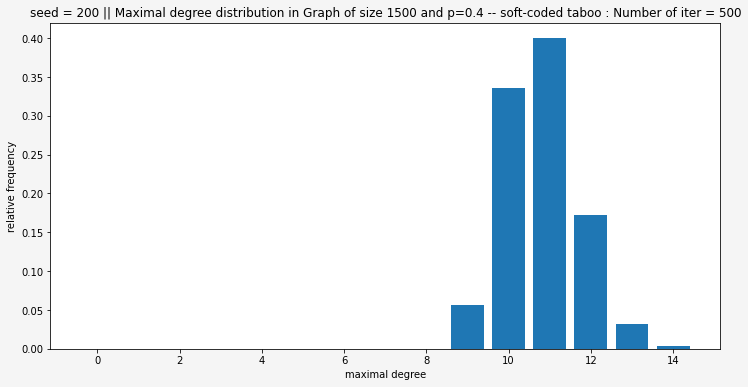 seed = 200 || Maximal degree distribution in Graph of size 1500 and p=0.4 -- soft-coded taboo : Number of iter = 500
0.40
0.35
0.30
0.25
0.20
0.15
0.10
0.05
0.00
relative frequency
0 2 4 6 8 10 12 14
maximal degree